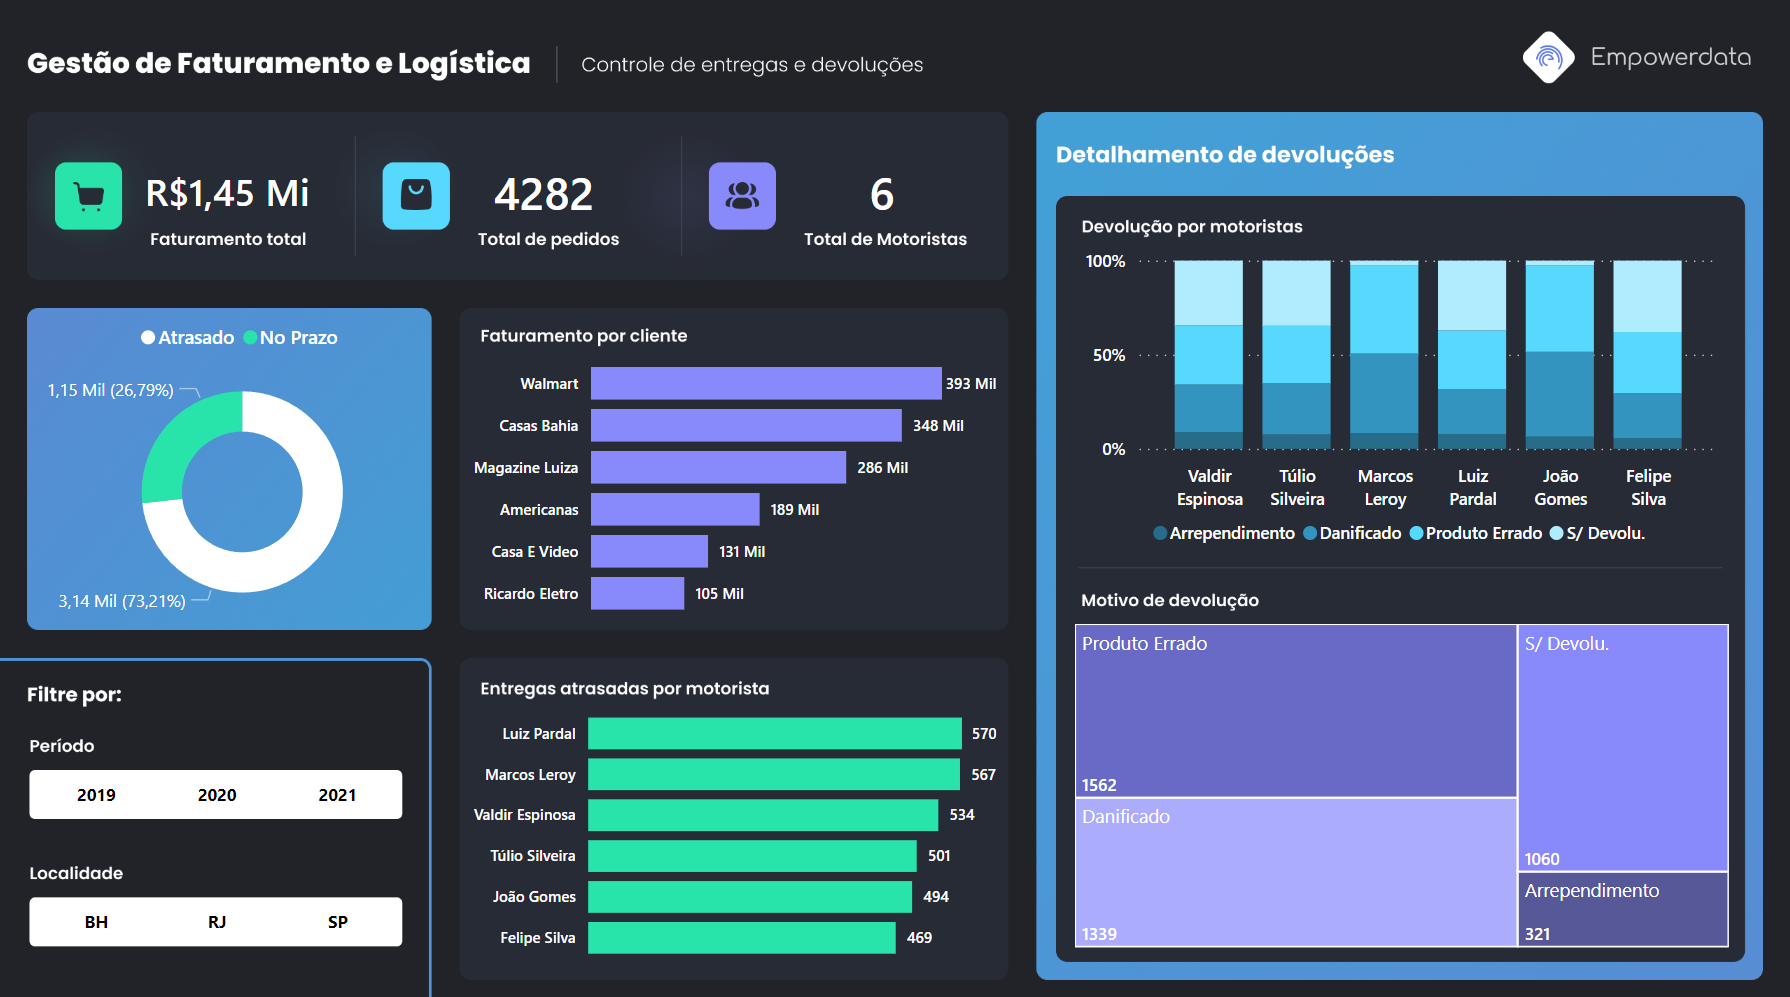 Gestão de Faturamento e Logística
Controle de entregas e devoluções
Empowerdata
R$1,45 Mi
Faturamento total
4282
Total de pedidos
6
Total de Motoristas
Atrasado No Prazo
1,15 Mil (26,79%)
3,14 Mil (73,21%)
Faturamento por cliente
Walmart 393 Mil
Casas Bahia 348 Mil
Magazine Luiza 286 Mil
Americanas 189 Mil
Casa E Video 131 Mil
Ricardo Eletro 105 Mil
Filtre por:
Período
2019 2020 2021
Localidade
BH RJ SP
Entregas atrasadas por motorista
Luiz Pardal 570
Marcos Leroy 567
Valdir Espinosa 534
Túlio Silveira 501
João Gomes 494
Felipe Silva 469
Detalhamento de devoluções
Devolução por motoristas
100%
50%
0%
Valdir Túlio Marcos Luiz João Felipe
Espinosa Silveira Leroy Pardal Gomes Silva
Arrependimento Danificado Produto Errado S/ Devolu.
Motivo de devolução
Produto Errado
1562
Danificado
1339
S/ Devolu.
1060
Arrependimento
321